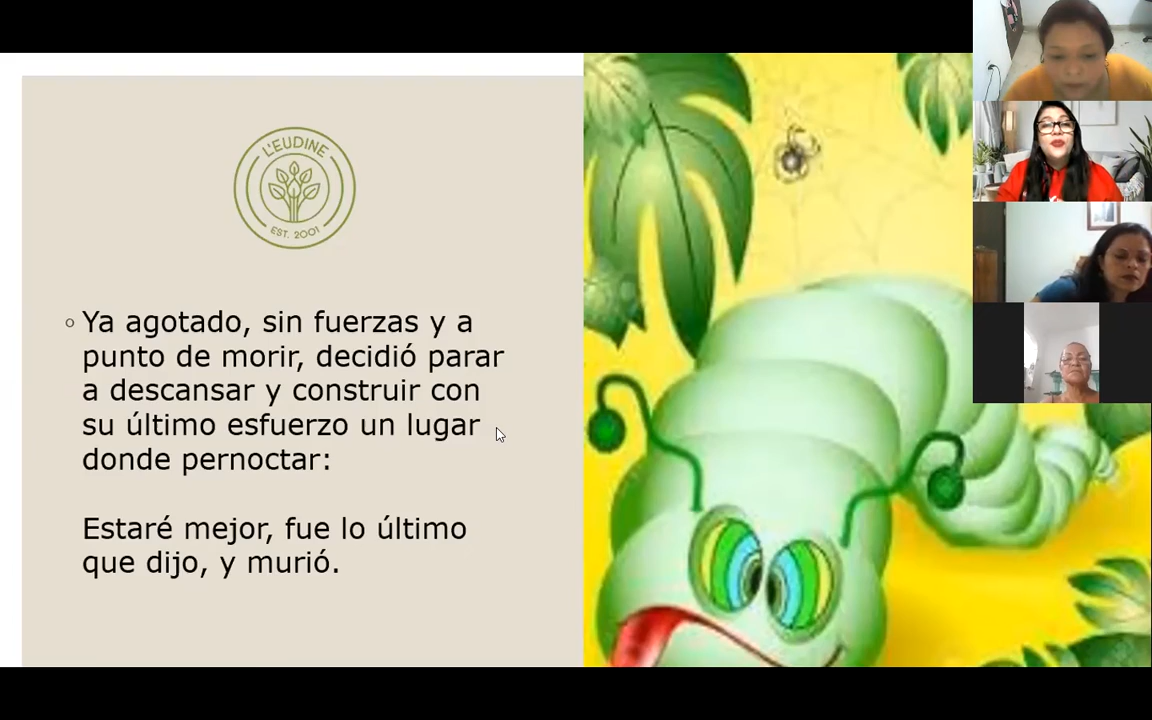 L'EUDINE
EST. 2001
Ya agotado, sin fuerzas y a
punto de morir, decidió parar
a descansar y construir con
su último esfuerzo un lugar
donde pernoctar:
Estaré mejor, fue lo último
que dijo, y murió.